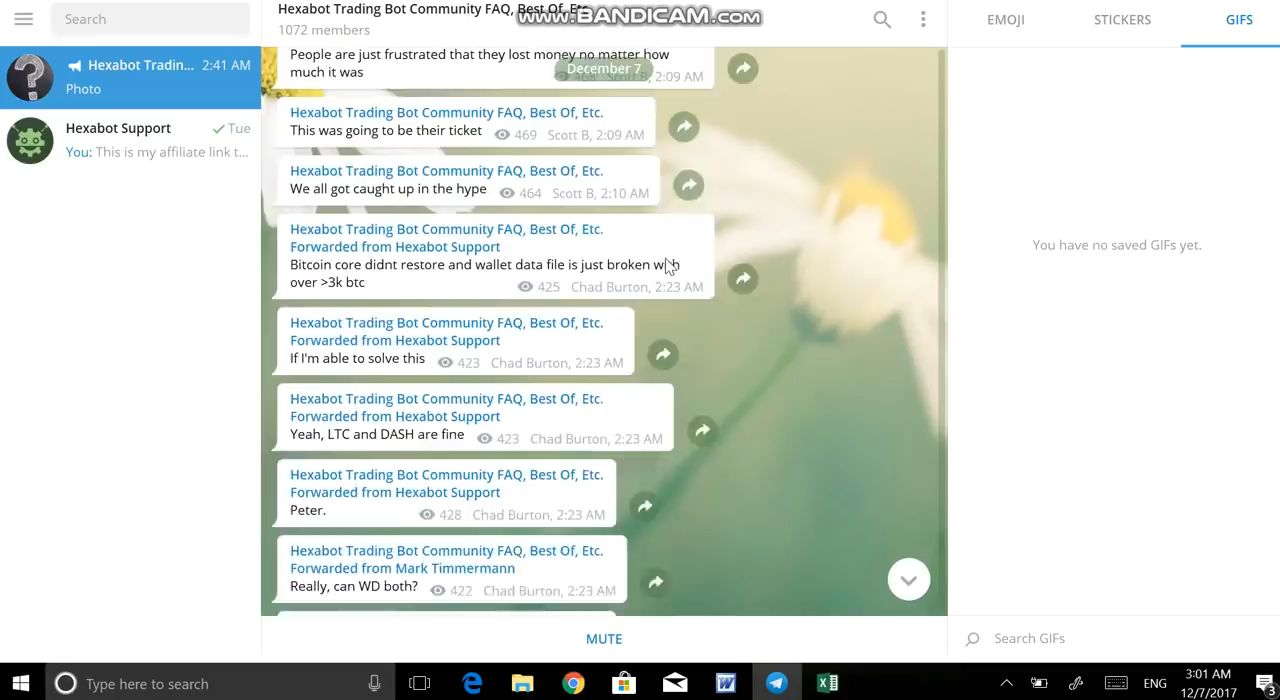 www.BANDICAM.com
Search
Hexabot Trading Bot Community FAQ, Best Of, Etc.
1072 members
EMOJI
STICKERS
GIFS
Hexabot Tradin... 2:41 AM
Photo
Hexabot Support Tue
You: This is my affiliate link t...
People are just frustrated that they lost money no matter how
much it was Scott B, 2:09 AM
December 7
Hexabot Trading Bot Community FAQ, Best Of, Etc.
This was going to be their ticket 469 Scott B, 2:09 AM
Hexabot Trading Bot Community FAQ, Best Of, Etc.
We all got caught up in the hype 464 Scott B, 2:10 AM
Hexabot Trading Bot Community FAQ, Best Of, Etc.
Forwarded from Hexabot Support
Bitcoin core didnt restore and wallet data file is just broken with
over >3k btc 425 Chad Burton, 2:23 AM
Hexabot Trading Bot Community FAQ, Best Of, Etc.
Forwarded from Hexabot Support
If I'm able to solve this 423 Chad Burton, 2:23 AM
Hexabot Trading Bot Community FAQ, Best Of, Etc.
Forwarded from Hexabot Support
Yeah, LTC and DASH are fine 423 Chad Burton, 2:23 AM
Hexabot Trading Bot Community FAQ, Best Of, Etc.
Forwarded from Hexabot Support
Peter. 428 Chad Burton, 2:23 AM
Hexabot Trading Bot Community FAQ, Best Of, Etc.
Forwarded from Mark Timmermann
Really, can WD both? 422 Chad Burton, 2:23 AM
MUTE
You have no saved GIFs yet.
Search GIFs
Type here to search
ENG
3:01 AM
12/7/2017